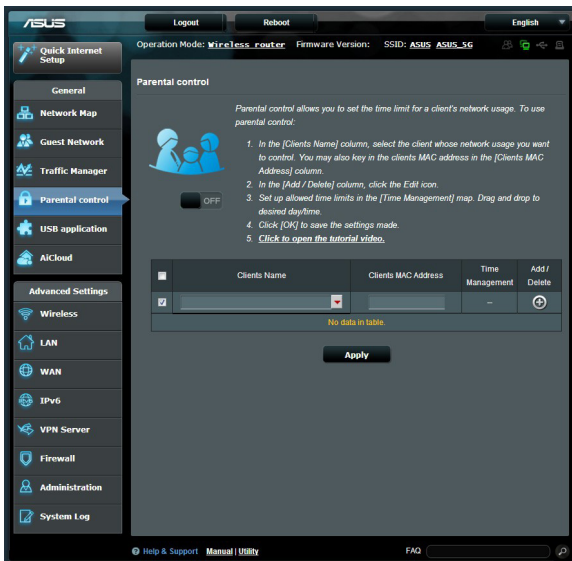 ASUS
Logout
Reboot
English
Quick Internet
Setup
Operation Mode: Wireless router Firmware Version: SSID: ASUS ASUS_5G
General
Network Map
Guest Network
Traffic Manager
Parental control
USB application
AiCloud
Advanced Settings
Wireless
LAN
WAN
IPv6
VPN Server
Firewall
Administration
System Log
Parental control
Parental control allows you to set the time limit for a client's network usage. To use
parental control:
1. In the [Clients Name] column, select the client whose network usage you want
to control. You may also key in the clients MAC address in the [Clients MAC
Address] column.
2. In the [Add / Delete] column, click the Edit icon.
3. Set up allowed time limits in the [Time Management] map. Drag and drop to
desired day/time.
4. Click [OK] to save the settings made.
5. Click to open the tutorial video.
OFF
Clients Name
Clients MAC Address
Time
Management
Add /
Delete
--
No data in table.
Apply
Help & Support Manual | Utility
FAQ